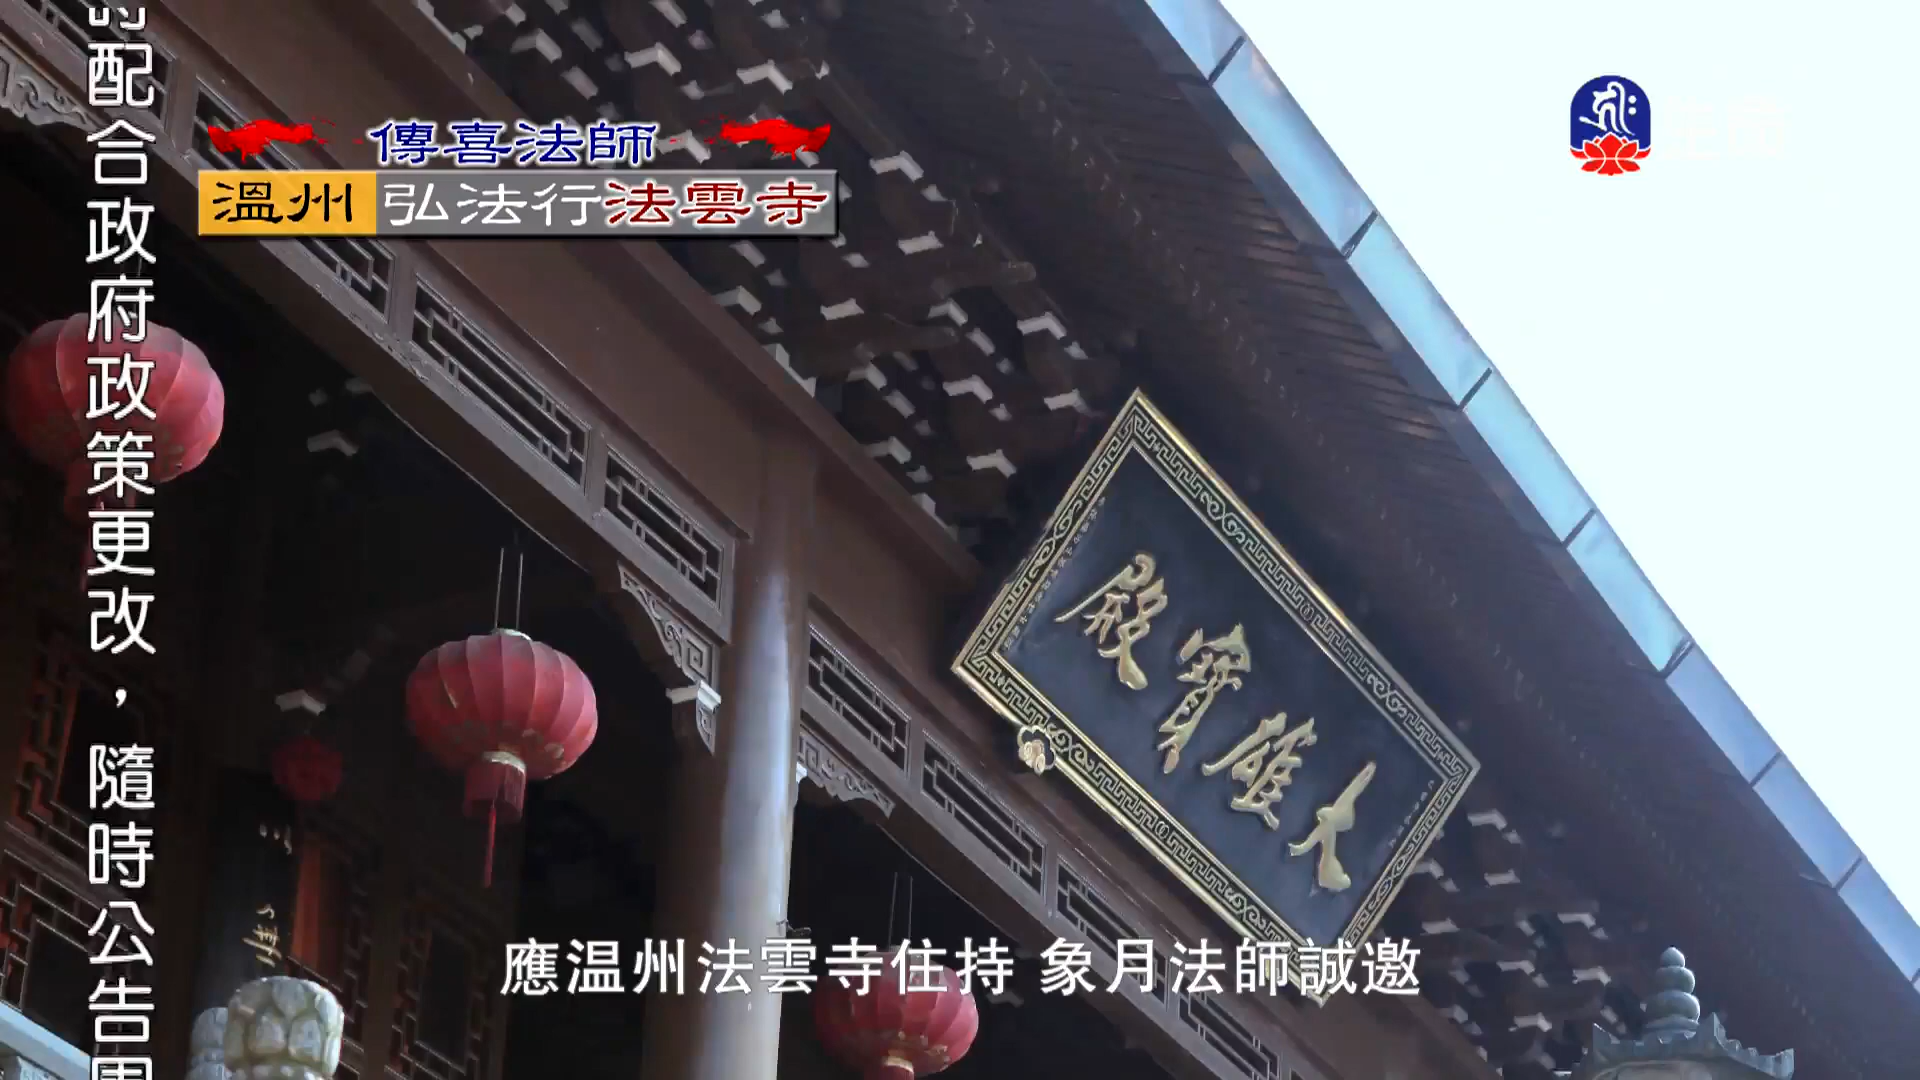 配合政府政策更改，隨時公告
傳喜法師
溫州 弘法行法雲寺
殿寶雄大
應温州法雲寺住持 象月法師誠邀